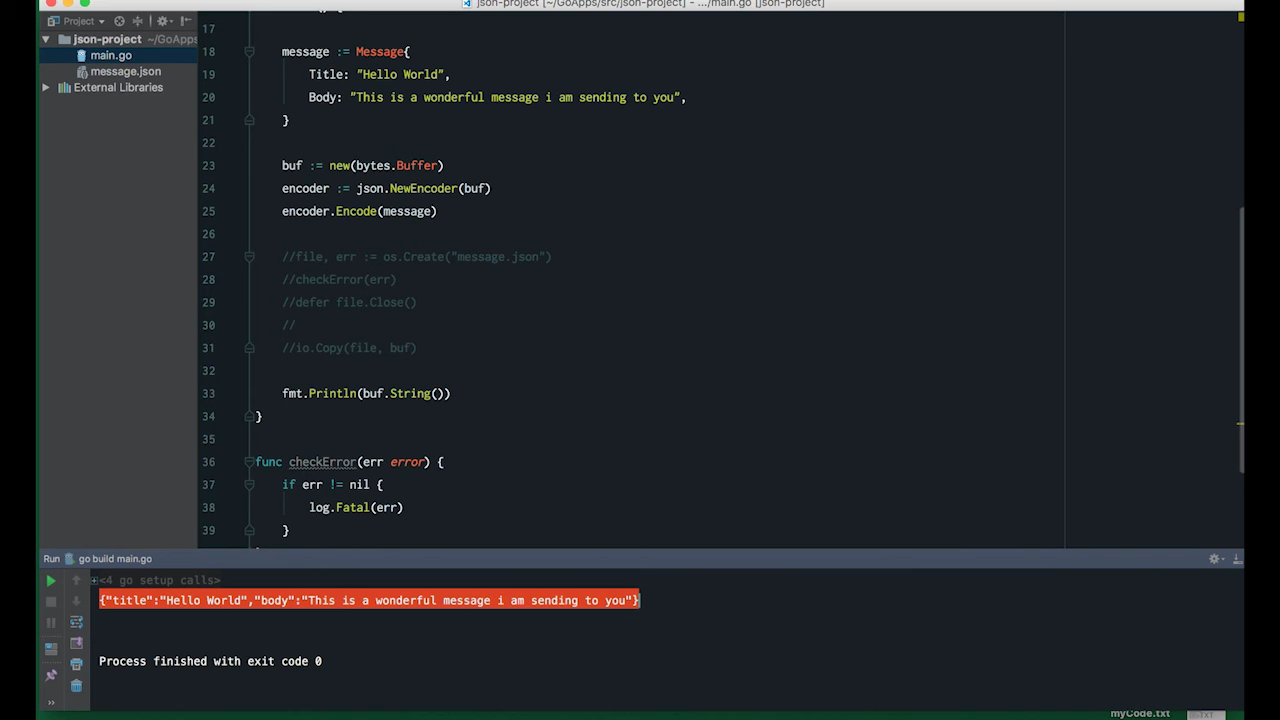 json-project [~/GoApps/src/json-project] - .../main.go [json-project]
Project
json-project ~/GoApps
main.go
message.json
External Libraries
17
18 message := Message{
19 Title: "Hello World",
20 Body: "This is a wonderful message i am sending to you",
21 }
22
23 buf := new(bytes.Buffer)
24 encoder := json.NewEncoder(buf)
25 encoder.Encode(message)
26
27 //file, err := os.Create("message.json")
28 //checkError(err)
29 //defer file.Close()
30 //
31 //io.Copy(file, buf)
32
33 fmt.Println(buf.String())
34 }
35
36 func checkError(err error) {
37 if err != nil {
38 log.Fatal(err)
39 }
Run go build main.go
<4 go setup calls>
{"title":"Hello World","body":"This is a wonderful message i am sending to you"}
Process finished with exit code 0
myCode.txt
TXT